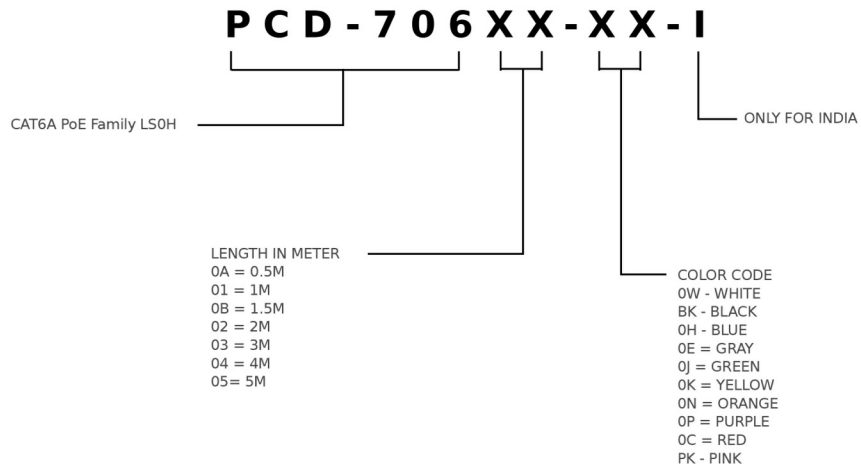 PCD-706XX-XX-I
CAT6A PoE Family LS0H
ONLY FOR INDIA
LENGTH IN METER
0A = 0.5M
01 = 1M
0B = 1.5M
02 = 2M
03 = 3M
04 = 4M
05= 5M
COLOR CODE
0W - WHITE
BK - BLACK
0H - BLUE
0E = GRAY
0J = GREEN
0K = YELLOW
0N = ORANGE
0P = PURPLE
0C = RED
PK - PINK